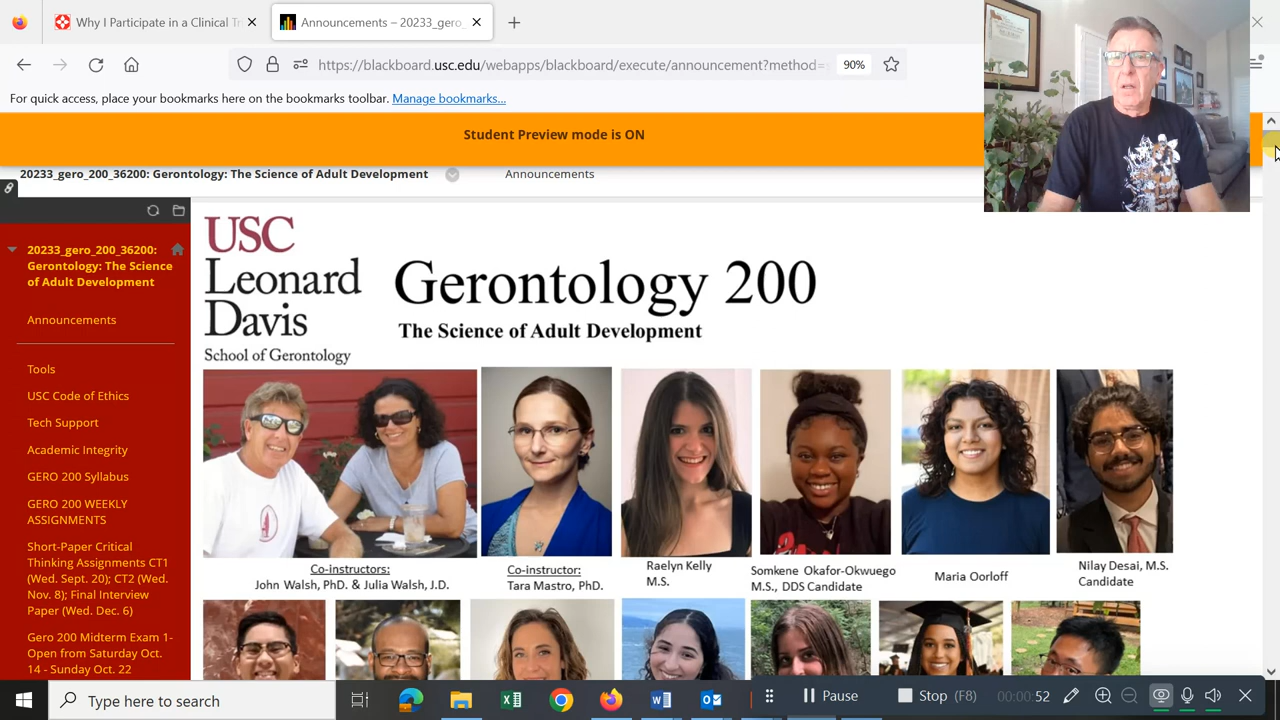 Why I Participate in a Clinical Tr
Announcements – 20233_gero_
https://blackboard.usc.edu/webapps/blackboard/execute/announcement?method=
90%
For quick access, place your bookmarks here on the bookmarks toolbar. Manage bookmarks...
Student Preview mode is ON
20233_gero_200_36200: Gerontology: The Science of Adult Development
Announcements
20233_gero_200_36200:
Gerontology: The Science
of Adult Development
Announcements
Tools
USC Code of Ethics
Tech Support
Academic Integrity
GERO 200 Syllabus
GERO 200 WEEKLY
ASSIGNMENTS
Short-Paper Critical
Thinking Assignments CT1
(Wed. Sept. 20); CT2 (Wed.
Nov. 8); Final Interview
Paper (Wed. Dec. 6)
Gero 200 Midterm Exam 1-
Open from Saturday Oct.
14 - Sunday Oct. 22
USC
Leonard
Davis
School of Gerontology
Gerontology 200
The Science of Adult Development
Co-instructors:
John Walsh, PhD. & Julia Walsh, J.D.
Co-instructor:
Tara Mastro, PhD.
Raelyn Kelly
M.S.
Somkene Okafor-Okwuego
M.S., DDS Candidate
Maria Oorloff
Nilay Desai, M.S.
Candidate
Type here to search
Pause
Stop (F8)
00:00:52